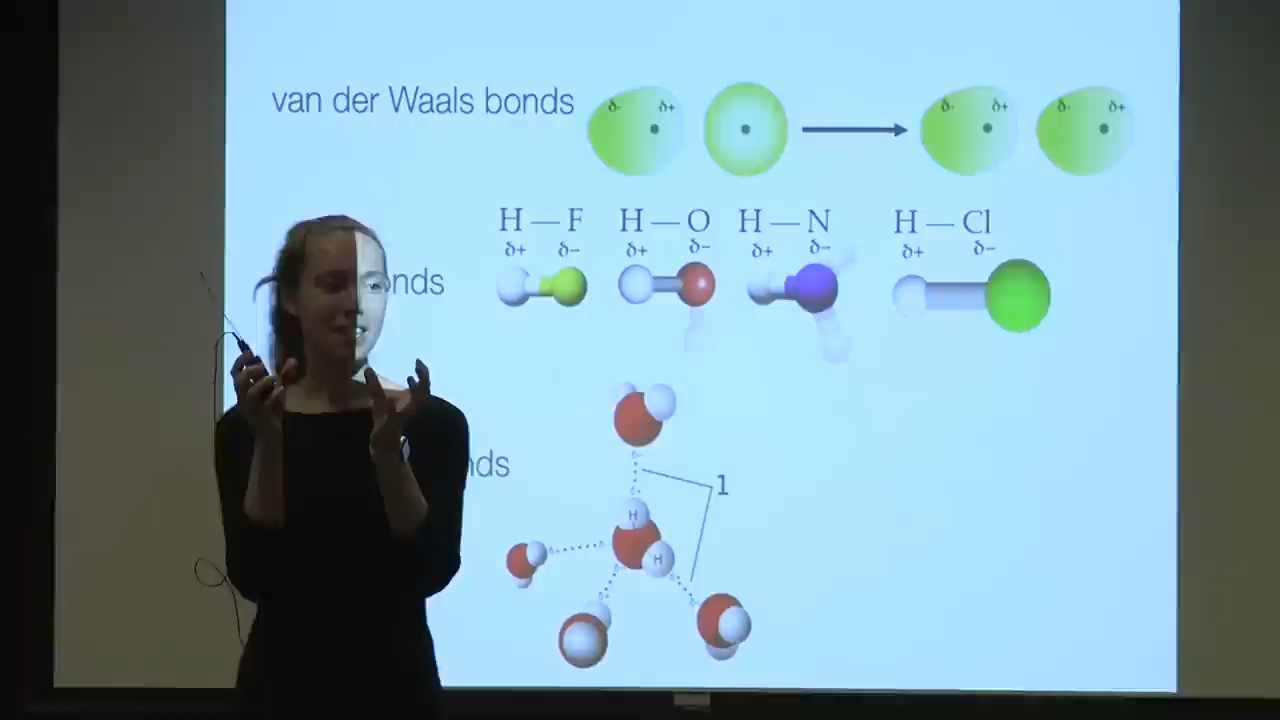 van der Waals bonds
δ- δ+ δ- δ+ δ- δ+
H — F H — O H — N H — Cl
δ+ δ- δ+ δ- δ+ δ- δ+ δ-
onds
nds
1
H
H